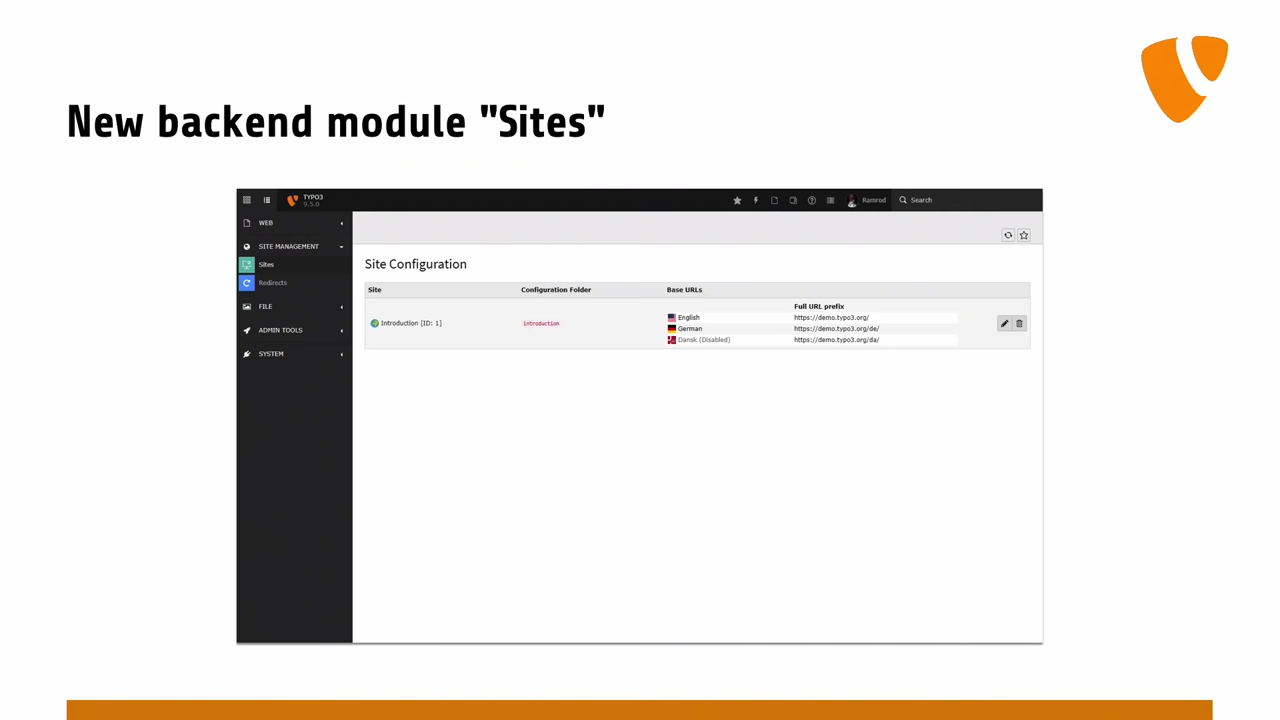 New backend module "Sites"
TYPO3
9.5.0
Ramrod
Search
WEB
SITE MANAGEMENT
Sites
Redirects
FILE
ADMIN TOOLS
SYSTEM
Site Configuration
Site Configuration Folder Base URLs
Full URL prefix
Introduction [ID: 1] introduction
English https://demo.typo3.org/
German https://demo.typo3.org/de/
Dansk (Disabled) https://demo.typo3.org/da/